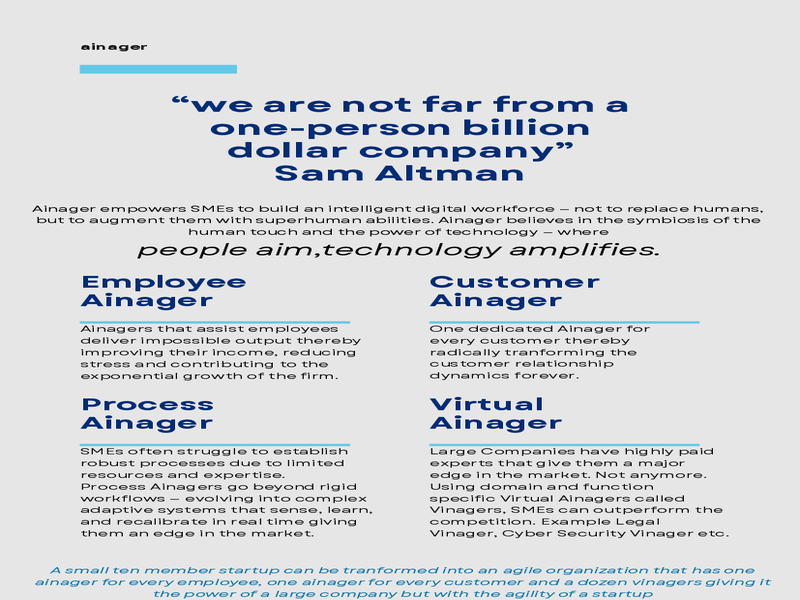 ainager
“we are not far from a
one-person billion
dollar company”
Sam Altman
Ainager empowers SMEs to build an intelligent digital workforce – not to replace humans,
but to augment them with superhuman abilities. Ainager believes in the symbiosis of the
human touch and the power of technology – where
people aim,technology amplifies.
Employee
Ainager
Ainagers that assist employees
deliver impossible output thereby
improving their income, reducing
stress and contributing to the
exponential growth of the firm.
Customer
Ainager
One dedicated Ainager for
every customer thereby
radically tranforming the
customer relationship
dynamics forever.
Process
Ainager
SMEs often struggle to establish
robust processes due to limited
resources and expertise.
Process Ainagers go beyond rigid
workflows – evolving into complex
adaptive systems that sense, learn,
and recalibrate in real time giving
them an edge in the market.
Virtual
Ainager
Large Companies have highly paid
experts that give them a major
edge in the market. Not anymore.
Using domain and function
specific Virtual Ainagers called
Vinagers, SMEs can outperform the
competition. Example Legal
Vinager, Cyber Security Vinager etc.
A small ten member startup can be tranformed into an agile organization that has one
ainager for every employee, one ainager for every customer and a dozen vinagers giving it
the power of a large company but with the agility of a startup